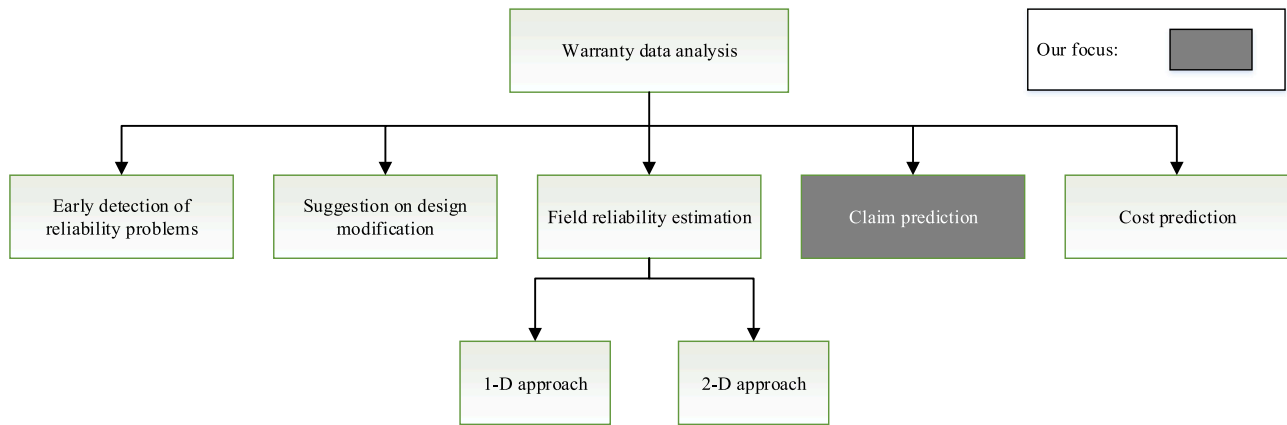 Warranty data analysis
Our focus:
Early detection of
reliability problems
Suggestion on design
modification
Field reliability estimation
Claim prediction
Cost prediction
1-D approach
2-D approach